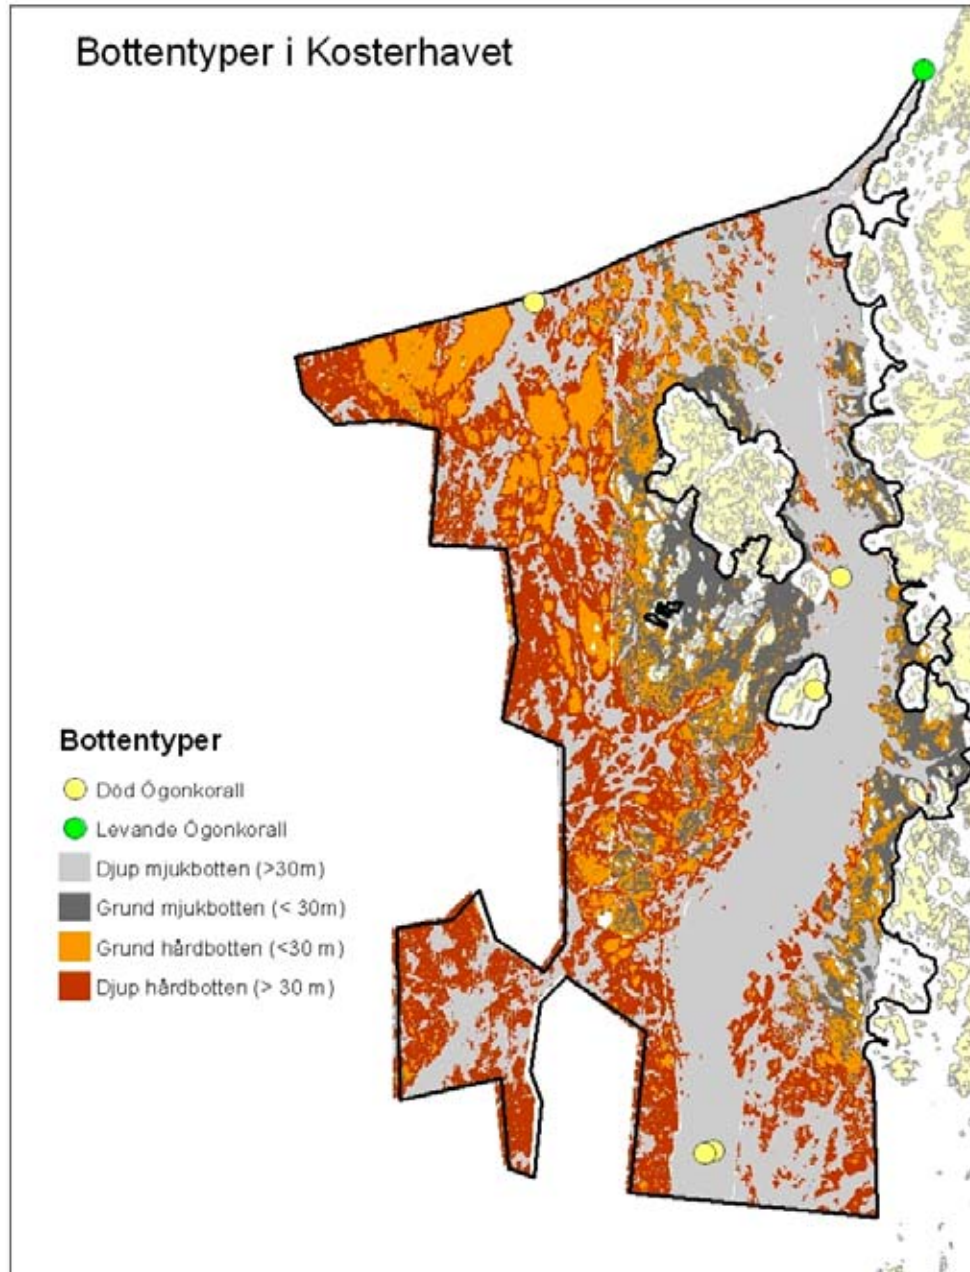 Bottentyper i Kosterhavet
Bottentyper
Död Ögonkorall
Levande Ögonkorall
Djup mjukbotten (>30m)
Grund mjukbotten (< 30m)
Grund hårdbotten (<30 m)
Djup hårdbotten (> 30 m)